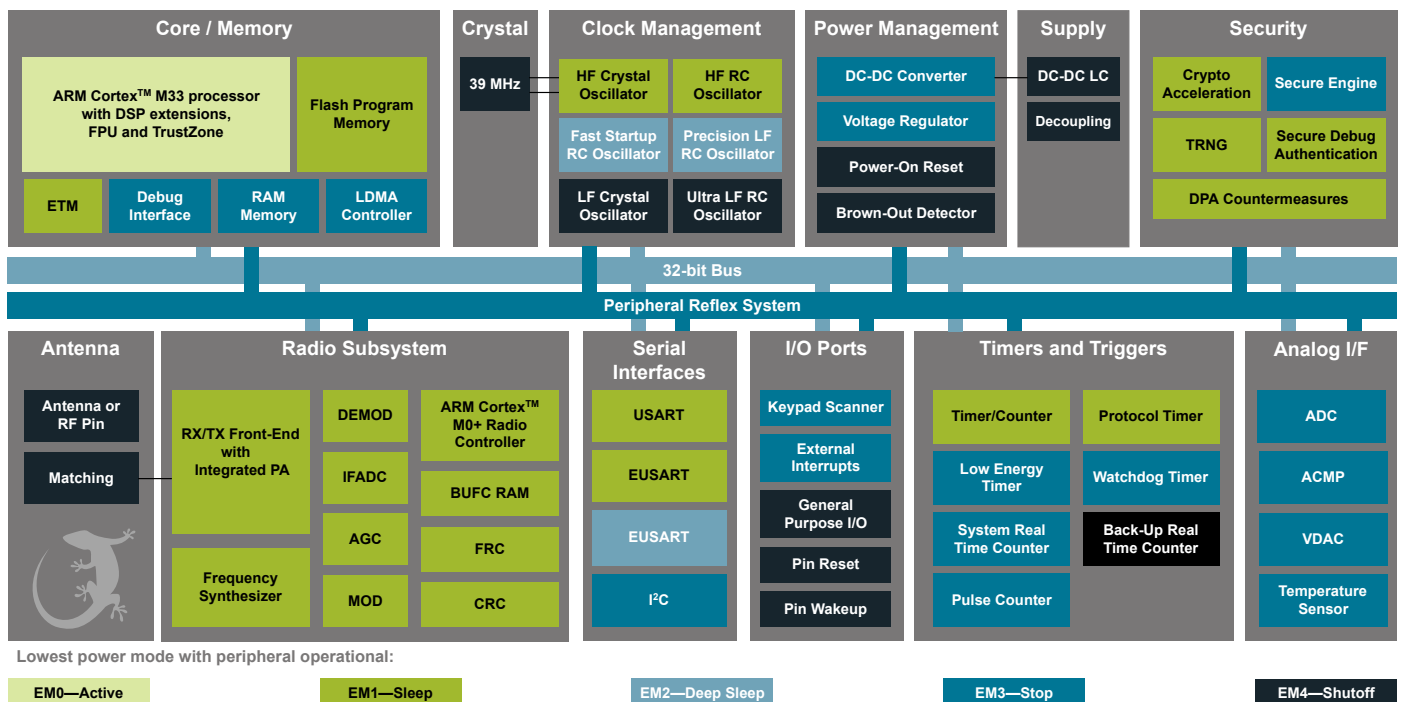 Core / Memory
ARM Cortex™ M33 processor
with DSP extensions,
FPU and TrustZone
Flash Program
Memory
ETM
Debug
Interface
RAM
Memory
LDMA
Controller
Crystal
39 MHz
Clock Management
HF Crystal
Oscillator
HF RC
Oscillator
Fast Startup
RC Oscillator
Precision LF
RC Oscillator
LF Crystal
Oscillator
Ultra LF RC
Oscillator
Power Management
DC-DC Converter
Voltage Regulator
Power-On Reset
Brown-Out Detector
Supply
DC-DC LC
Decoupling
Security
Crypto
Acceleration
Secure Engine
TRNG
Secure Debug
Authentication
DPA Countermeasures
32-bit Bus
Peripheral Reflex System
Antenna
Antenna or
RF Pin
Matching
Radio Subsystem
RX/TX Front-End
with
Integrated PA
Frequency
Synthesizer
DEMOD
IFADC
AGC
MOD
ARM Cortex™
M0+ Radio
Controller
BUFC RAM
FRC
CRC
Serial
Interfaces
USART
EUSART
EUSART
I²C
I/O Ports
Keypad Scanner
External
Interrupts
General
Purpose I/O
Pin Reset
Pin Wakeup
Timers and Triggers
Timer/Counter
Protocol Timer
Low Energy
Timer
Watchdog Timer
System Real
Time Counter
Back-Up Real
Time Counter
Pulse Counter
Analog I/F
ADC
ACMP
VDAC
Temperature
Sensor
Lowest power mode with peripheral operational:
EM0—Active
EM1—Sleep
EM2—Deep Sleep
EM3—Stop
EM4—Shutoff